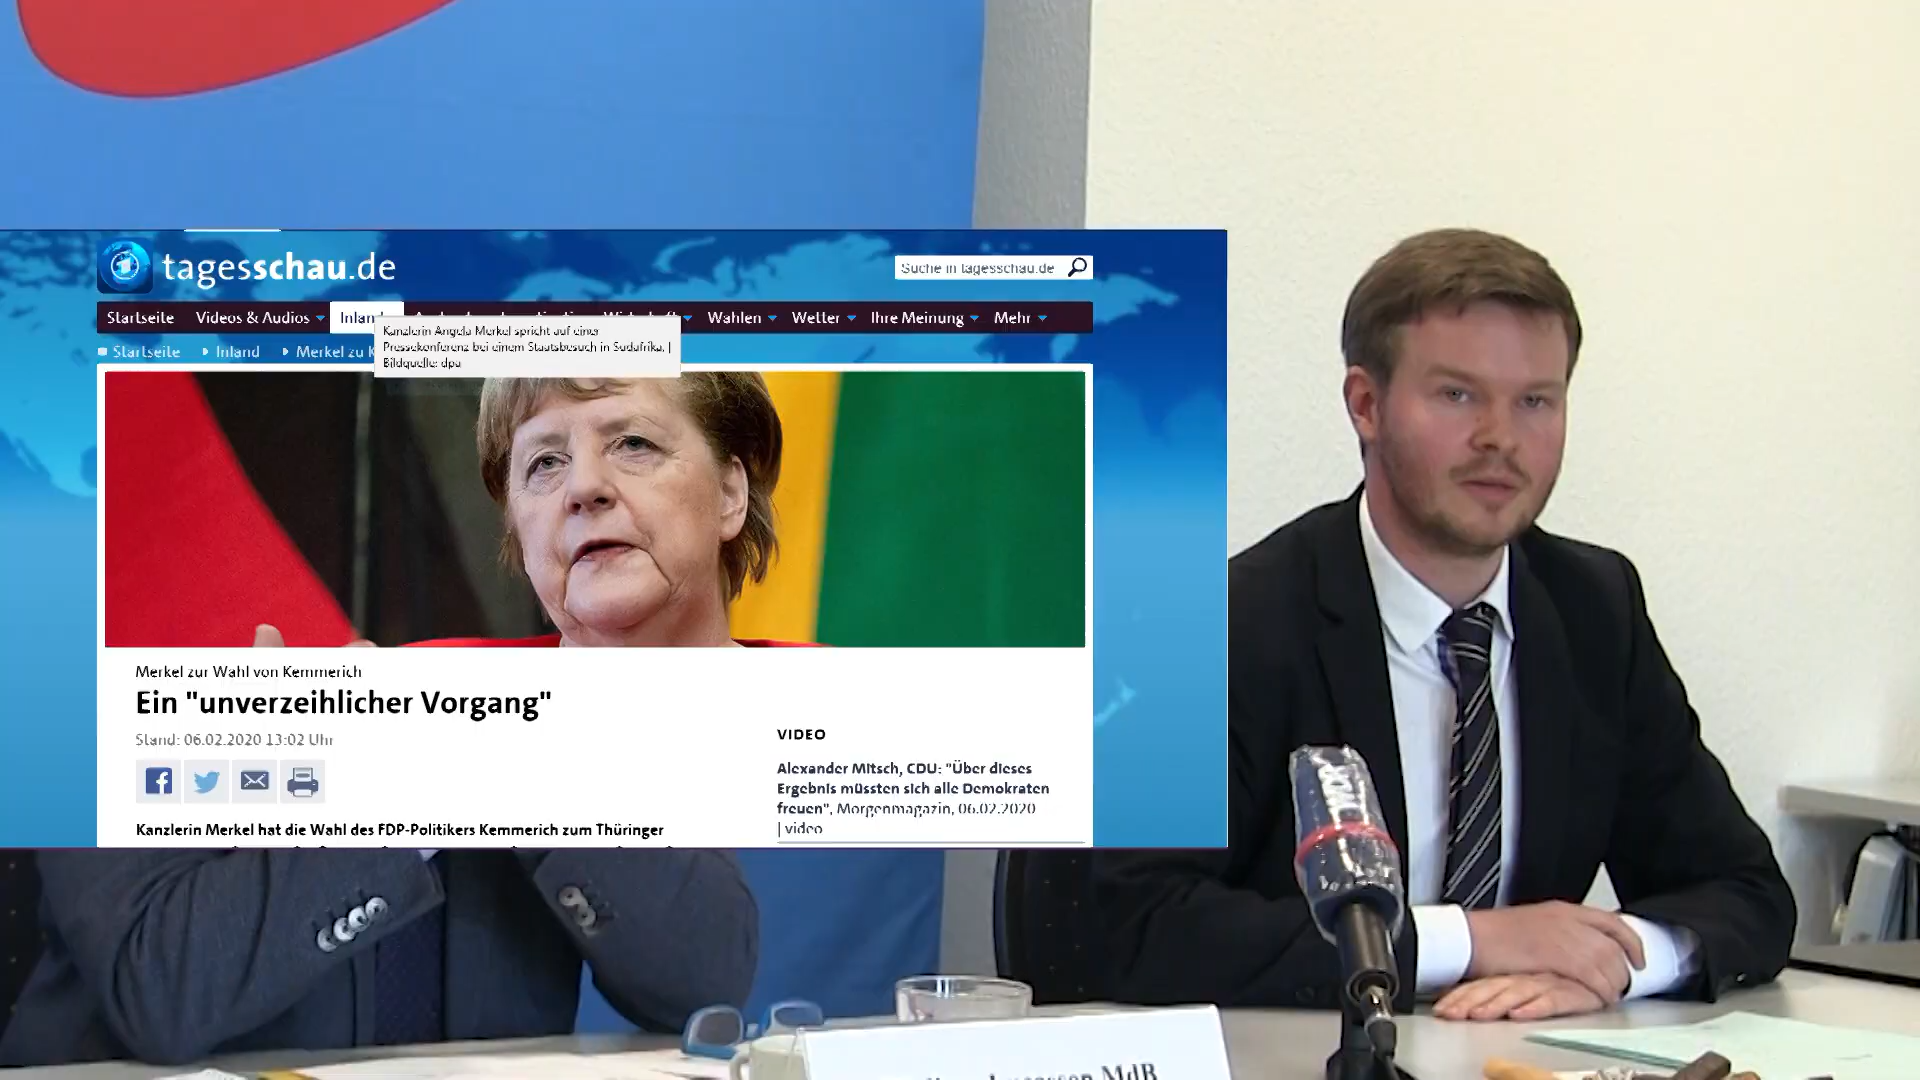 tagesschau.de
Suche in tagesschau.de
Startseite Videos & Audios Inland Wahlen Wetter Ihre Meinung Mehr
Kanzlerin Angela Merkel spricht auf einer
Pressekonferenz bei einem Staatsbesuch in Südafrika. |
Bildquelle: dpa
Startseite Inland Merkel zu K
Merkel zur Wahl von Kemmerich
Ein "unverzeihlicher Vorgang"
Stand: 06.02.2020 13:02 Uhr
VIDEO
Alexander Mitsch, CDU: "Über dieses
Ergebnis müssten sich alle Demokraten
freuen", Morgenmagazin, 06.02.2020
| video
Kanzlerin Merkel hat die Wahl des FDP-Politikers Kemmerich zum Thüringer
MdB